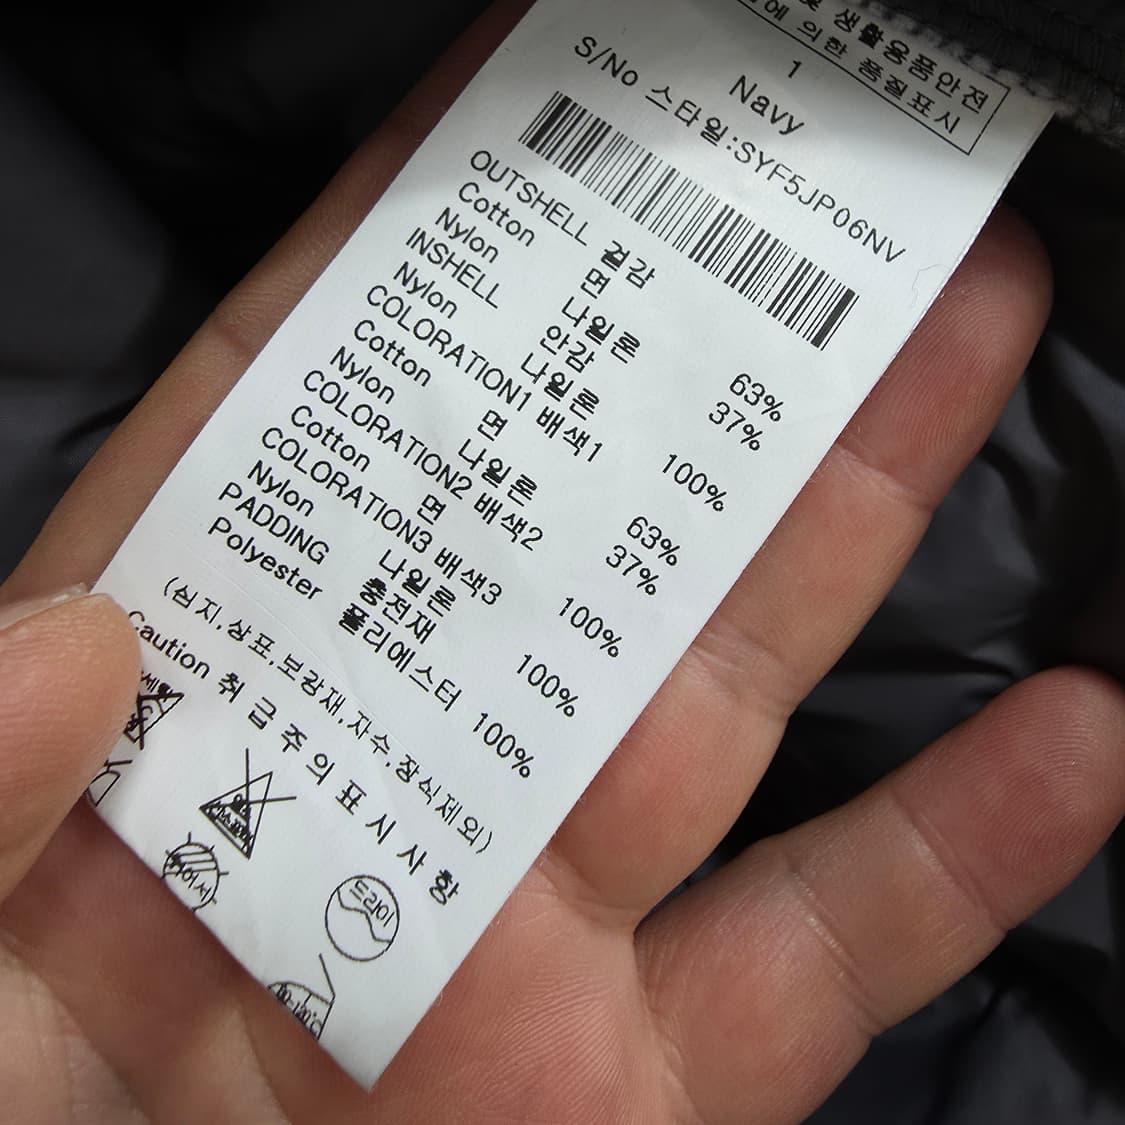 생활용품안전
에 의한 품질표시
1
Navy
S/No 스타일:SYF5JP06NV
OUTSHELL 겉감
Cotton 면 63%
Nylon 나일론 37%
INSHELL 안감
Nylon 나일론 100%
COLORATION1 배색1
Cotton 면 63%
Nylon 나일론 37%
COLORATION2 배색2
Cotton 면 100%
COLORATION3 배색3
Nylon 나일론 100%
PADDING 충전재
Polyester 폴리에스터 100%
(심지,상표,보강재,자수,장식제외)
Caution 취급주의표시사항
드라이